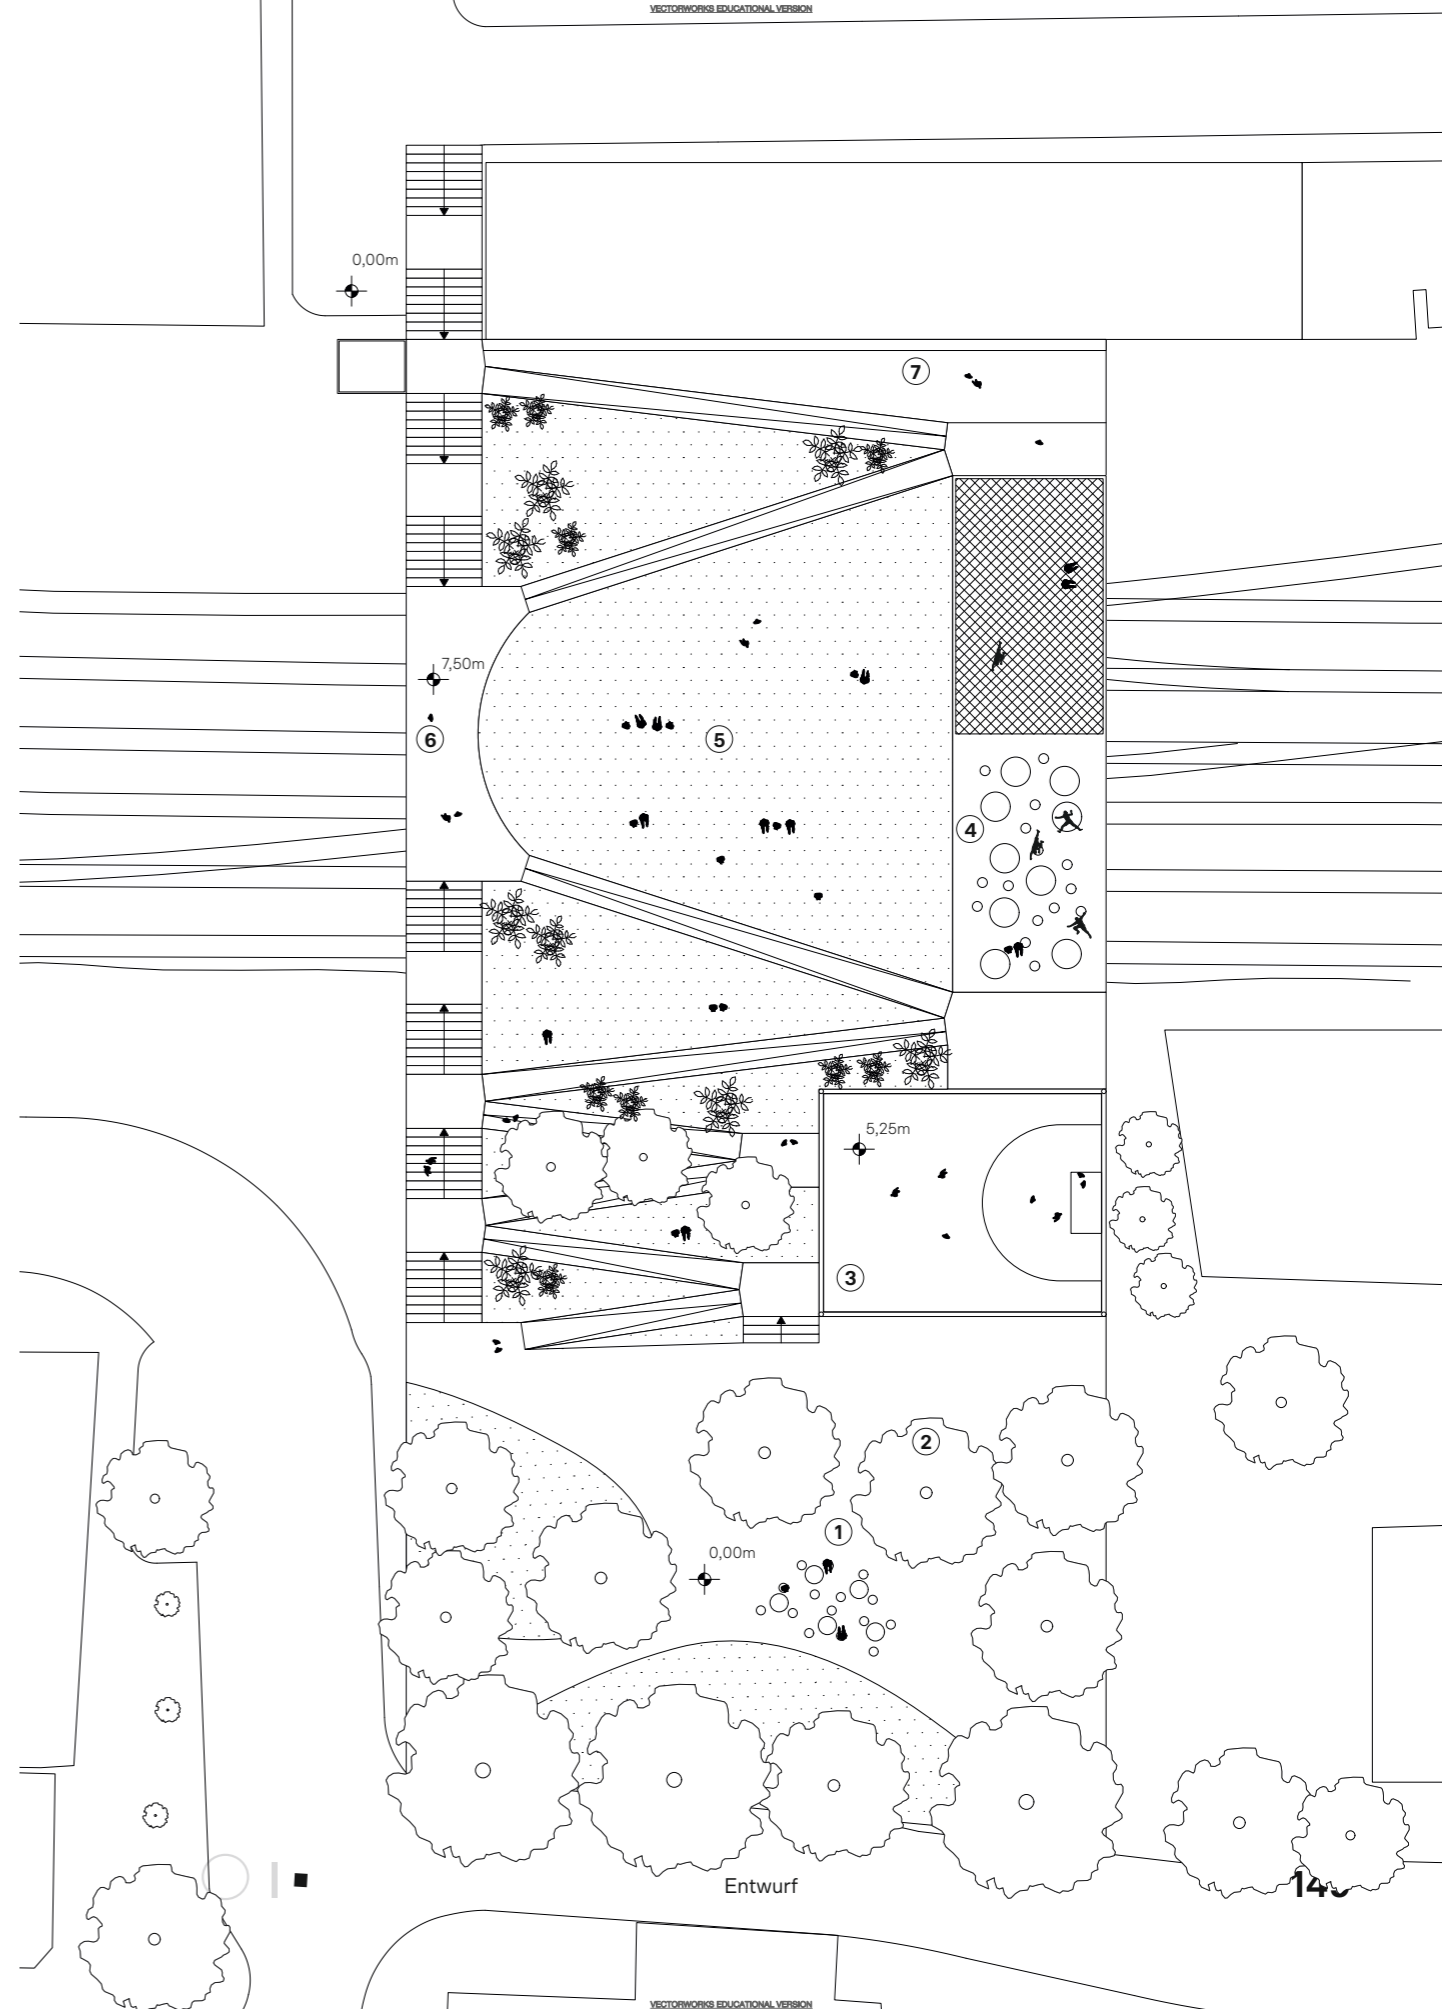 VECTORWORKS EDUCATIONAL VERSION
0,00m
7
7,50m
6
5
4
5,25m
3
2
1
0,00m
Entwurf
VECTORWORKS EDUCATIONAL VERSION